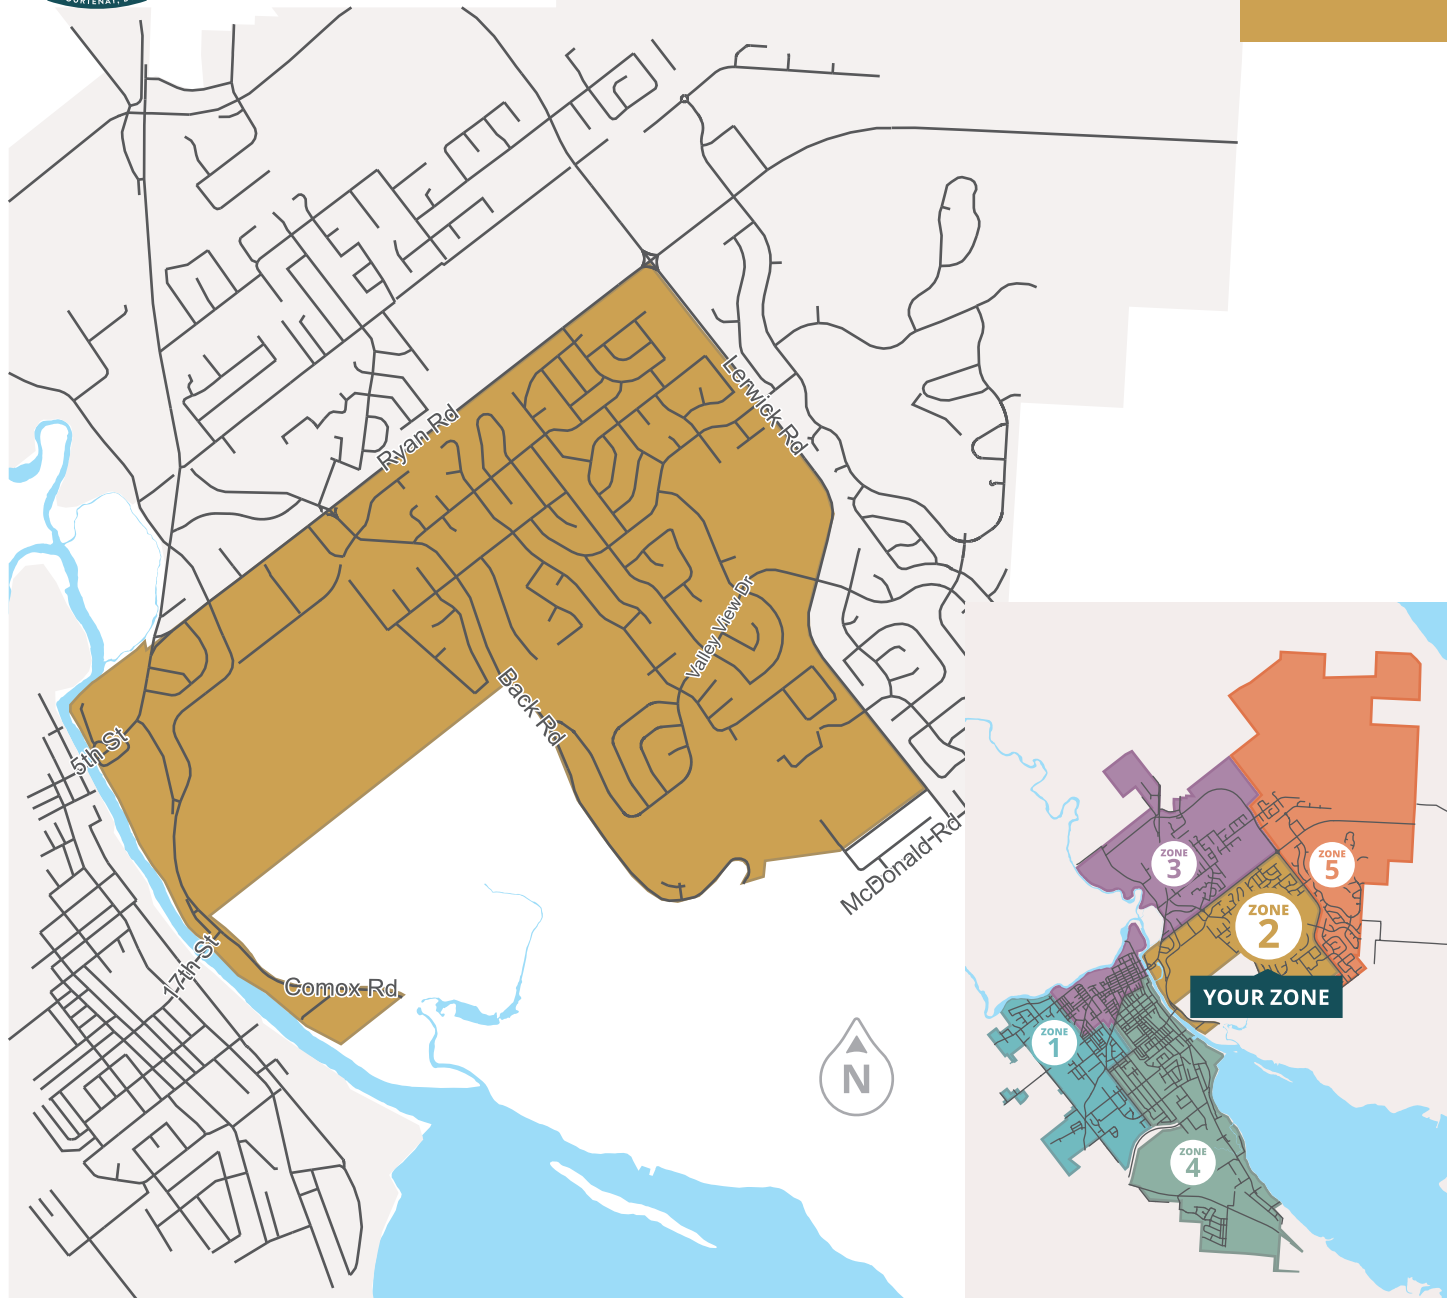 Ryan Rd
Lerwick Rd
Valley View Dr
Back Rd
5th St
McDonald Rd
17th St
Comox Rd
N
ZONE
3
ZONE
5
ZONE
2
YOUR ZONE
ZONE
1
ZONE
4